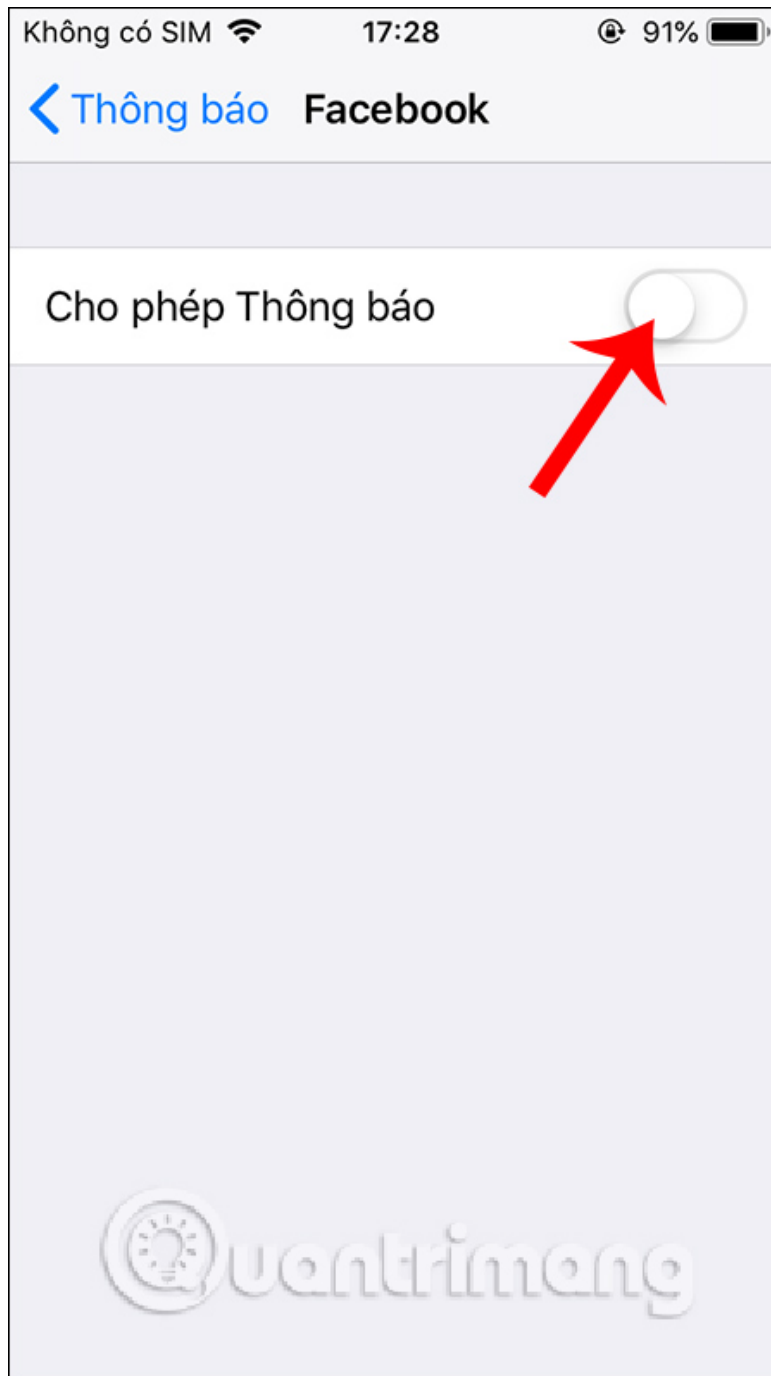 Không có SIM 17:28 91%
Thông báo Facebook
Cho phép Thông báo
Quantrimang